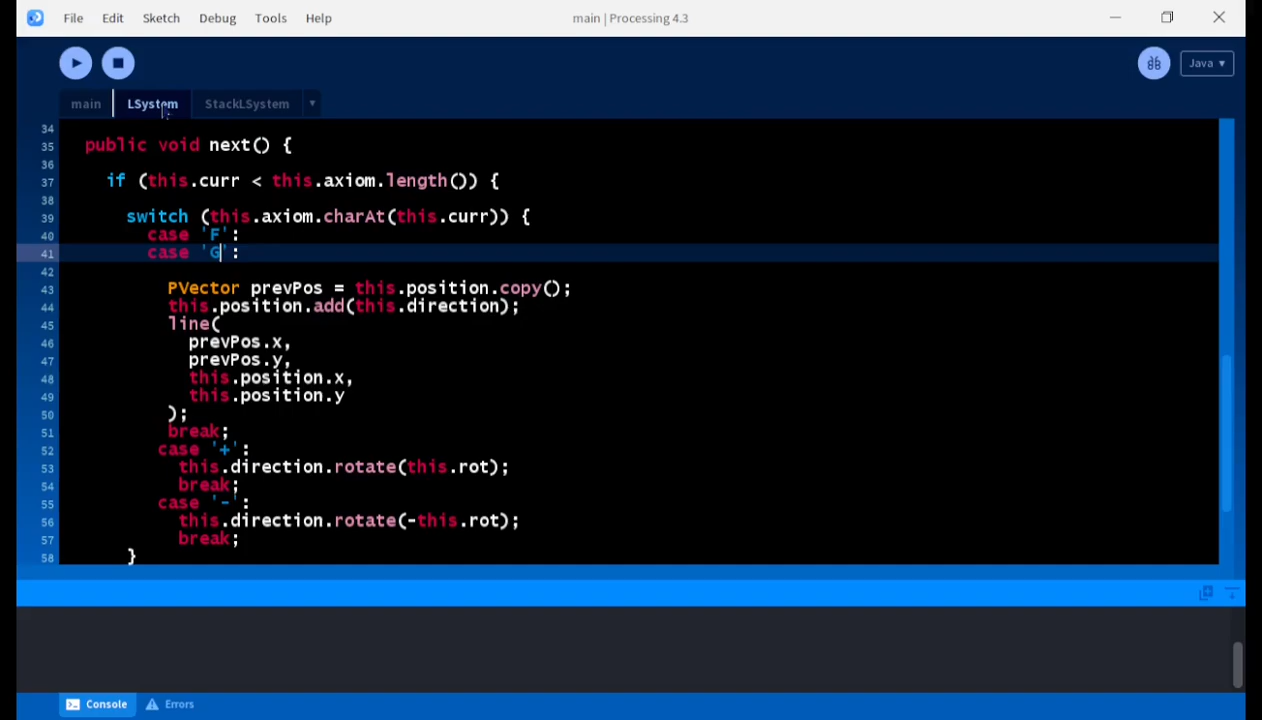 File Edit Sketch Debug Tools Help main | Processing 4.3
Java ▾
main LSystem StackLSystem ▾
34
35 public void next() {
36
37 if (this.curr < this.axiom.length()) {
38
39 switch (this.axiom.charAt(this.curr)) {
40 case 'F':
41 case 'G':
42
43 PVector prevPos = this.position.copy();
44 this.position.add(this.direction);
45 line(
46 prevPos.x,
47 prevPos.y,
48 this.position.x,
49 this.position.y
50 );
51 break;
52 case '+':
53 this.direction.rotate(this.rot);
54 break;
55 case '-':
56 this.direction.rotate(-this.rot);
57 break;
58 }
Console Errors